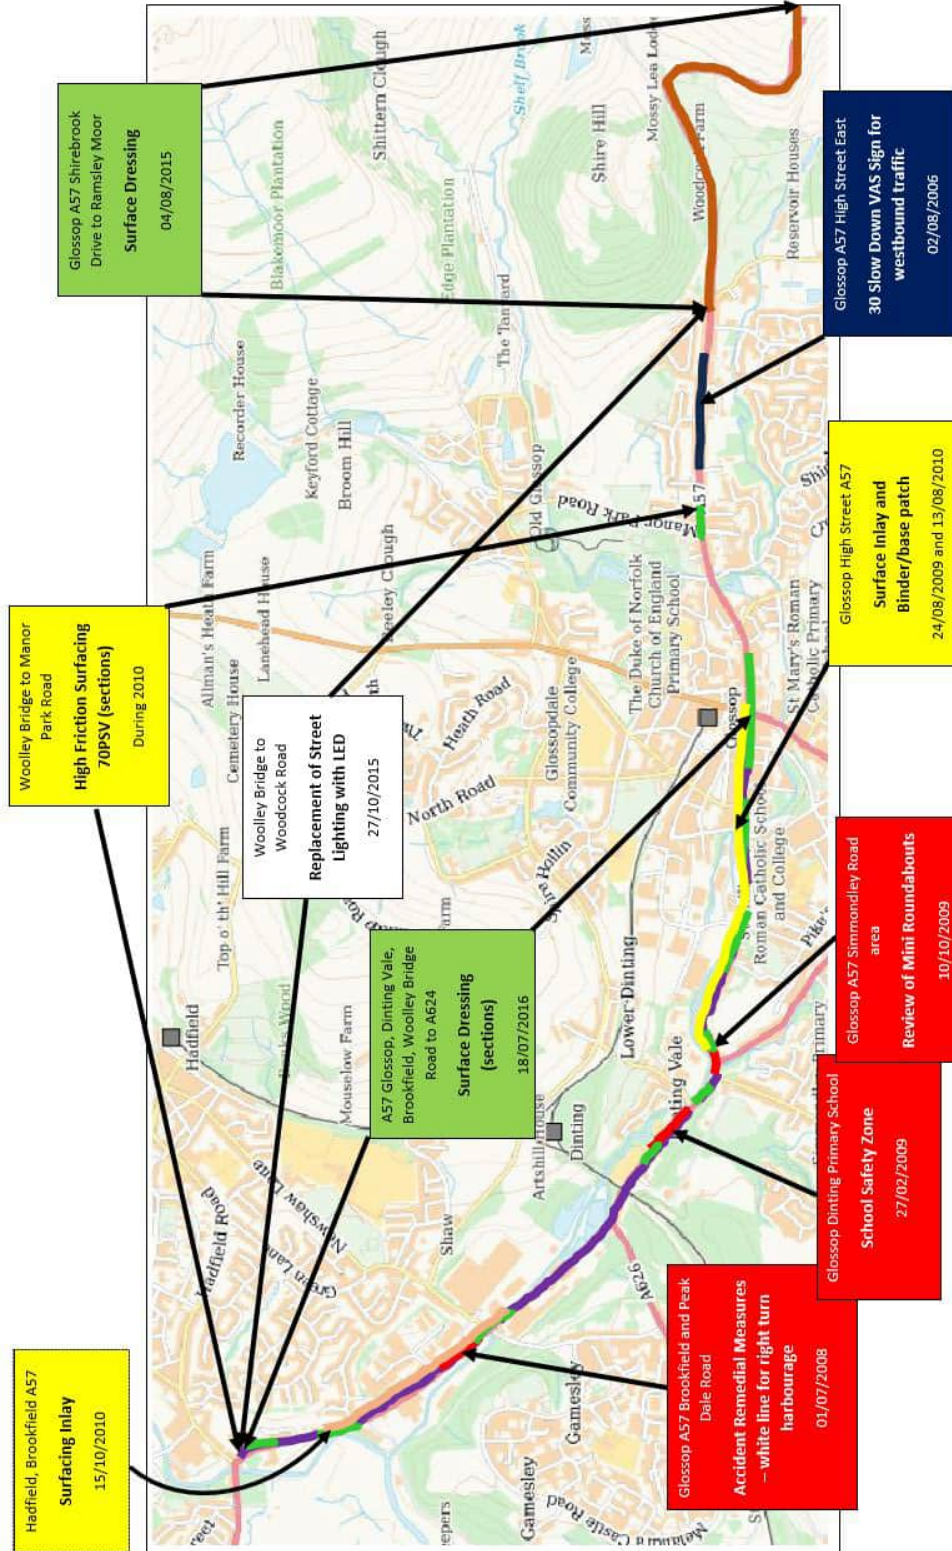 Hadfield, Brookfield A57
Surfacing Inlay
15/10/2010
Woolley Bridge to Manor
Park Road
High Friction Surfacing
70PSV (sections)
During 2010
Glossop A57 Shirebrook
Drive to Ramsley Moor
Surface Dressing
04/08/2015
Woolley Bridge to
Woodcock Road
Replacement of Street
Lighting with LED
27/10/2015
A57 Glossop, Dinting Vale,
Brookfield, Woolley Bridge
Road to A624
Surface Dressing
(sections)
18/07/2016
Hadfield
Hadfield Road
Newshaw Lane
Green Lane
Shaw
Top o' th' Hill Farm
Mouselow Farm
Cemetery House
Allman's Heath Farm
Lanehead House
Recorder House
Keyford Cottage
Broom Hill
Blakemoor Plantation
Edge Plantation
Shittern Clough
Shelf Brook
Moss
Mossy Lea Lodge
Shire Hill
Woodcock Farm
Reservoir Houses
The Tanyard
Old Glossop
Manor Park Road
A57
Heath Road
North Road
Glossopdale
Community College
The Duke of Norfolk
Church of England
Primary School
Spire Hollin
Lower Dinting
Artshill House
Dinting
Dinting Vale
Glossop
St Mary's Roman
Catholic Primary
Roman Catholic School
and College
A626
Gamesley
Gamesley
Melandra Castle Road
Glossop A57 Brookfield and Peak
Dale Road
Accident Remedial Measures
– white line for right turn
harbourage
01/07/2008
Glossop Dinting Primary School
School Safety Zone
27/02/2009
Glossop A57 Simmondley Road
area
Review of Mini Roundabouts
10/10/2009
Glossop High Street A57
Surface Inlay and
Binder/base patch
24/08/2009 and 13/08/2010
Glossop A57 High Street East
30 Slow Down VAS Sign for
westbound traffic
02/08/2006